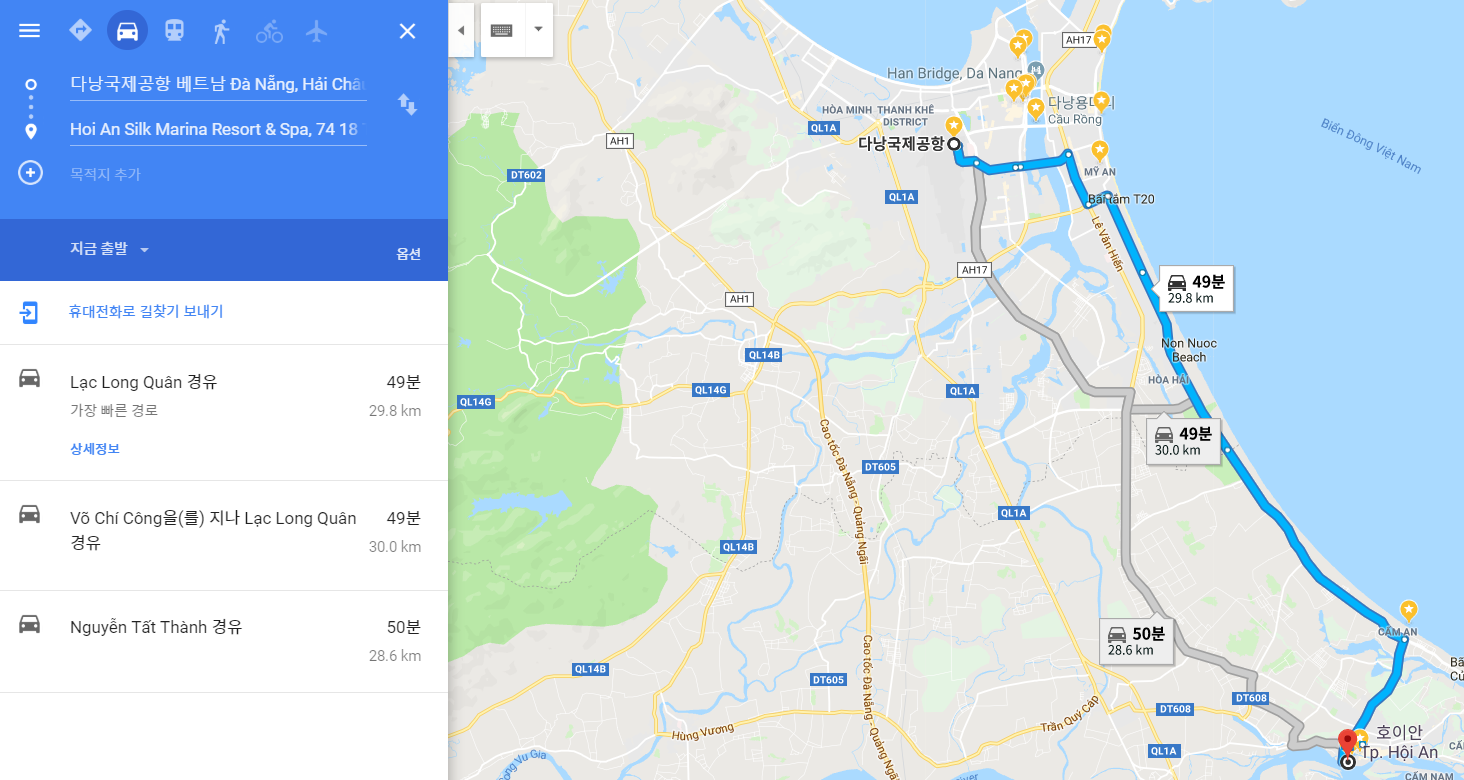 다낭국제공항 베트남 Đà Nẵng, Hải Châu
Hoi An Silk Marina Resort & Spa, 74 18
목적지 추가
지금 출발
옵션
휴대전화로 길찾기 보내기
Lạc Long Quân 경유
49분
가장 빠른 경로
29.8 km
상세정보
Võ Chí Công을(를) 지나 Lạc Long Quân
경유
49분
30.0 km
Nguyễn Tất Thành 경유
50분
28.6 km
AH17
Han Bridge, Da Nang
다낭용다리
Cầu Rồng
HÒA MINH
THANH KHÊ
DISTRICT
QL1A
다낭국제공항
AH1
DT602
QL1A
MỸ AN
Bãi tắm T20
Biển Đông Việt Nam
Lê Văn Hiến
AH17
49분
29.8 km
AH1
Non Nuoc
Beach
QL14B
HÒA HẢI
QL14G
QL14G
QL1A
49분
30.0 km
Cao tốc Đà Nẵng - Quảng Ngãi
DT605
QL1A
QL14B
50분
28.6 km
CẨM AN
Cao tốc Đà Nẵng - Quảng Ngãi
QL14B
DT605
DT608
DT608
Trần Quý Cáp
Hùng Vương
QL1A
호이안
Tp. Hội An
Sông Vu Gia
CẨM NAM